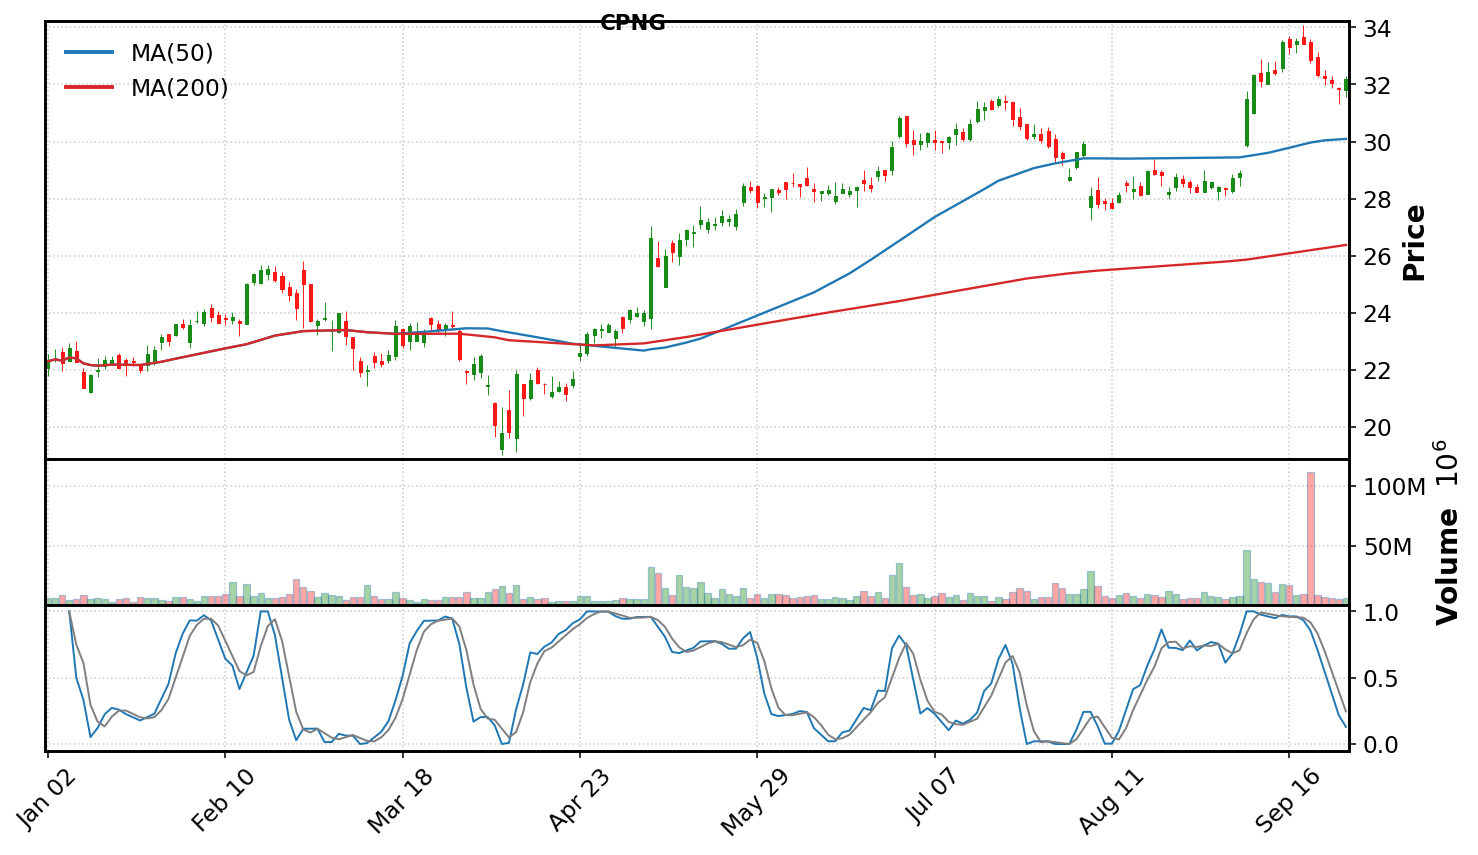 CPNG
MA(50)
MA(200)
34
32
30
28
26
24
22
20
Price
100M
50M
Volume 10^6
1.0
0.5
0.0
Jan 02
Feb 10
Mar 18
Apr 23
May 29
Jul 07
Aug 11
Sep 16